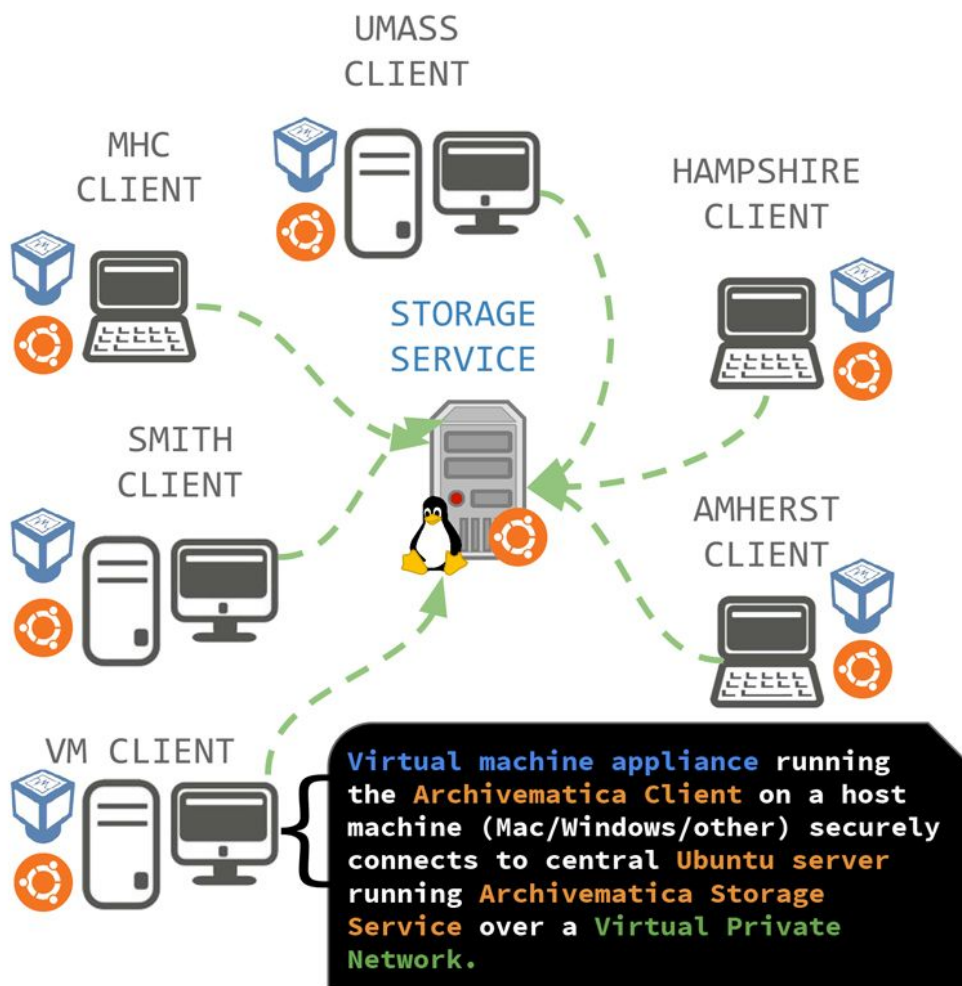 UMASS
CLIENT
MHC
CLIENT
HAMPSHIRE
CLIENT
STORAGE
SERVICE
SMITH
CLIENT
AMHERST
CLIENT
VM CLIENT
Virtual machine appliance running
the Archivematica Client on a host
machine (Mac/Windows/other) securely
connects to central Ubuntu server
running Archivematica Storage
Service over a Virtual Private
Network.